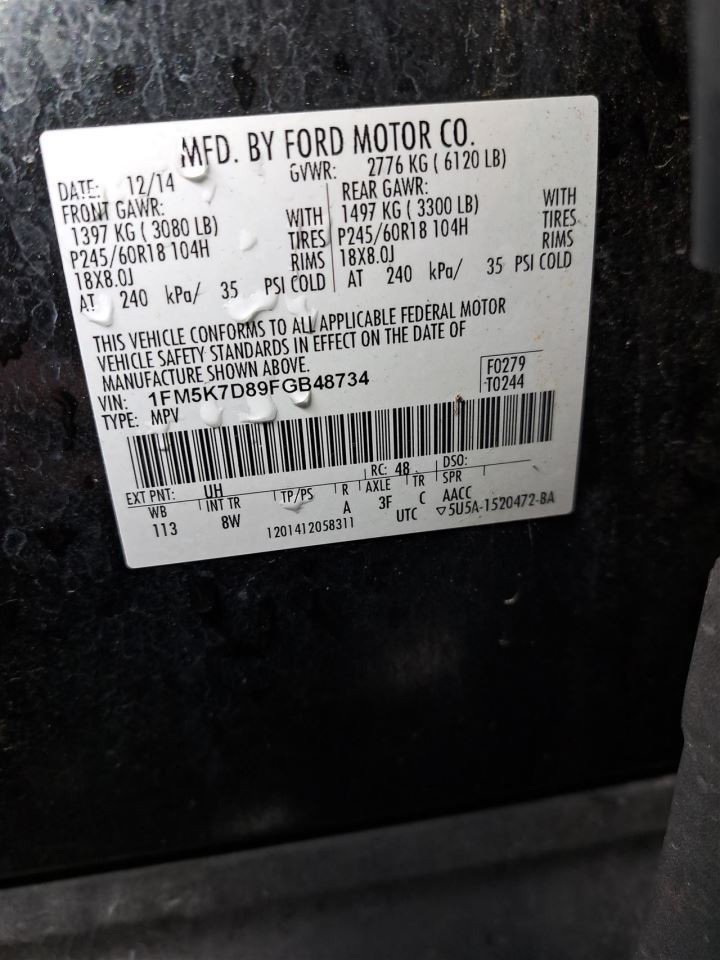 MFD. BY FORD MOTOR CO.
DATE: 12/14 GVWR: 2776 KG ( 6120 LB)
FRONT GAWR: REAR GAWR:
1397 KG ( 3080 LB) WITH 1497 KG ( 3300 LB) WITH
P245/60R18 104H TIRES P245/60R18 104H TIRES
18X8.0J RIMS 18X8.0J RIMS
AT 240 kPa/ 35 PSI COLD AT 240 kPa/ 35 PSI COLD
THIS VEHICLE CONFORMS TO ALL APPLICABLE FEDERAL MOTOR
VEHICLE SAFETY STANDARDS IN EFFECT ON THE DATE OF
MANUFACTURE SHOWN ABOVE.
VIN: 1FM5K7D89FGB48734 F0279
TYPE: MPV T0244
EXT PNT: UH RC: 48 DSO:
WB INT TR TP/PS R AXLE TR SPR
113 8W A 3F C AACC
1201412058311 UTC ▽5U5A-1520472-BA